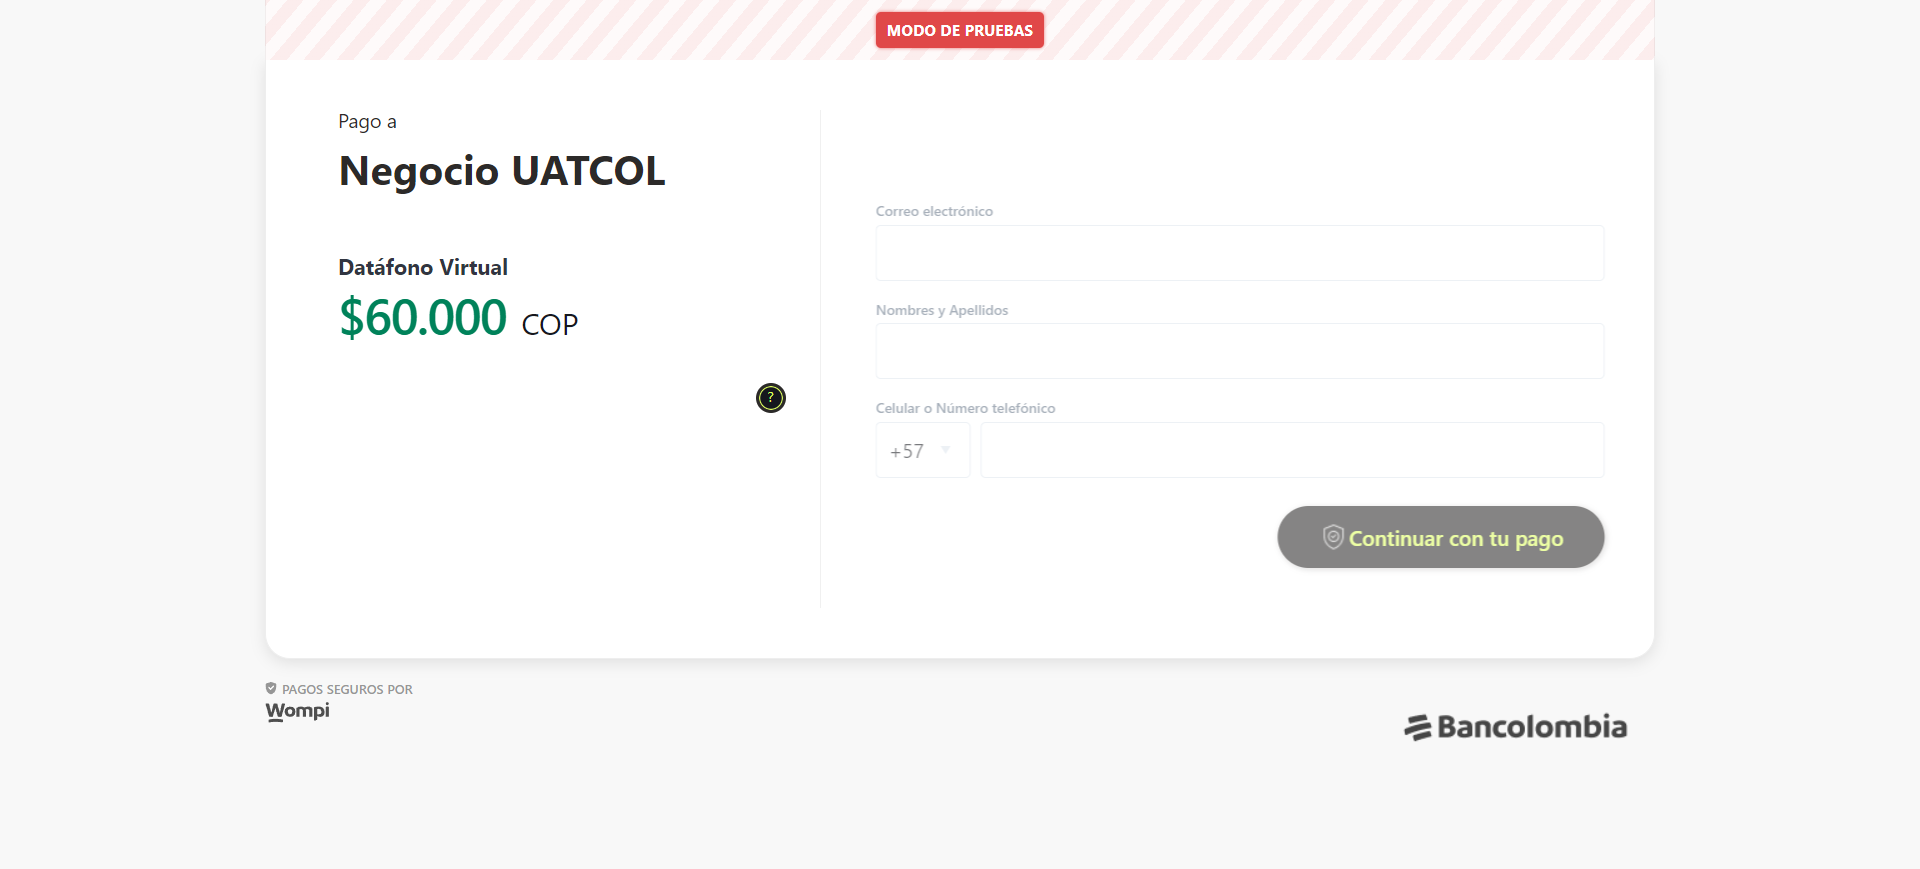 MODO DE PRUEBAS
Pago a
Negocio UATCOL
Datáfono Virtual
$60.000 COP
?
Correo electrónico
Nombres y Apellidos
Celular o Número telefónico
+57
Continuar con tu pago
PAGOS SEGUROS POR
Wompi
Bancolombia